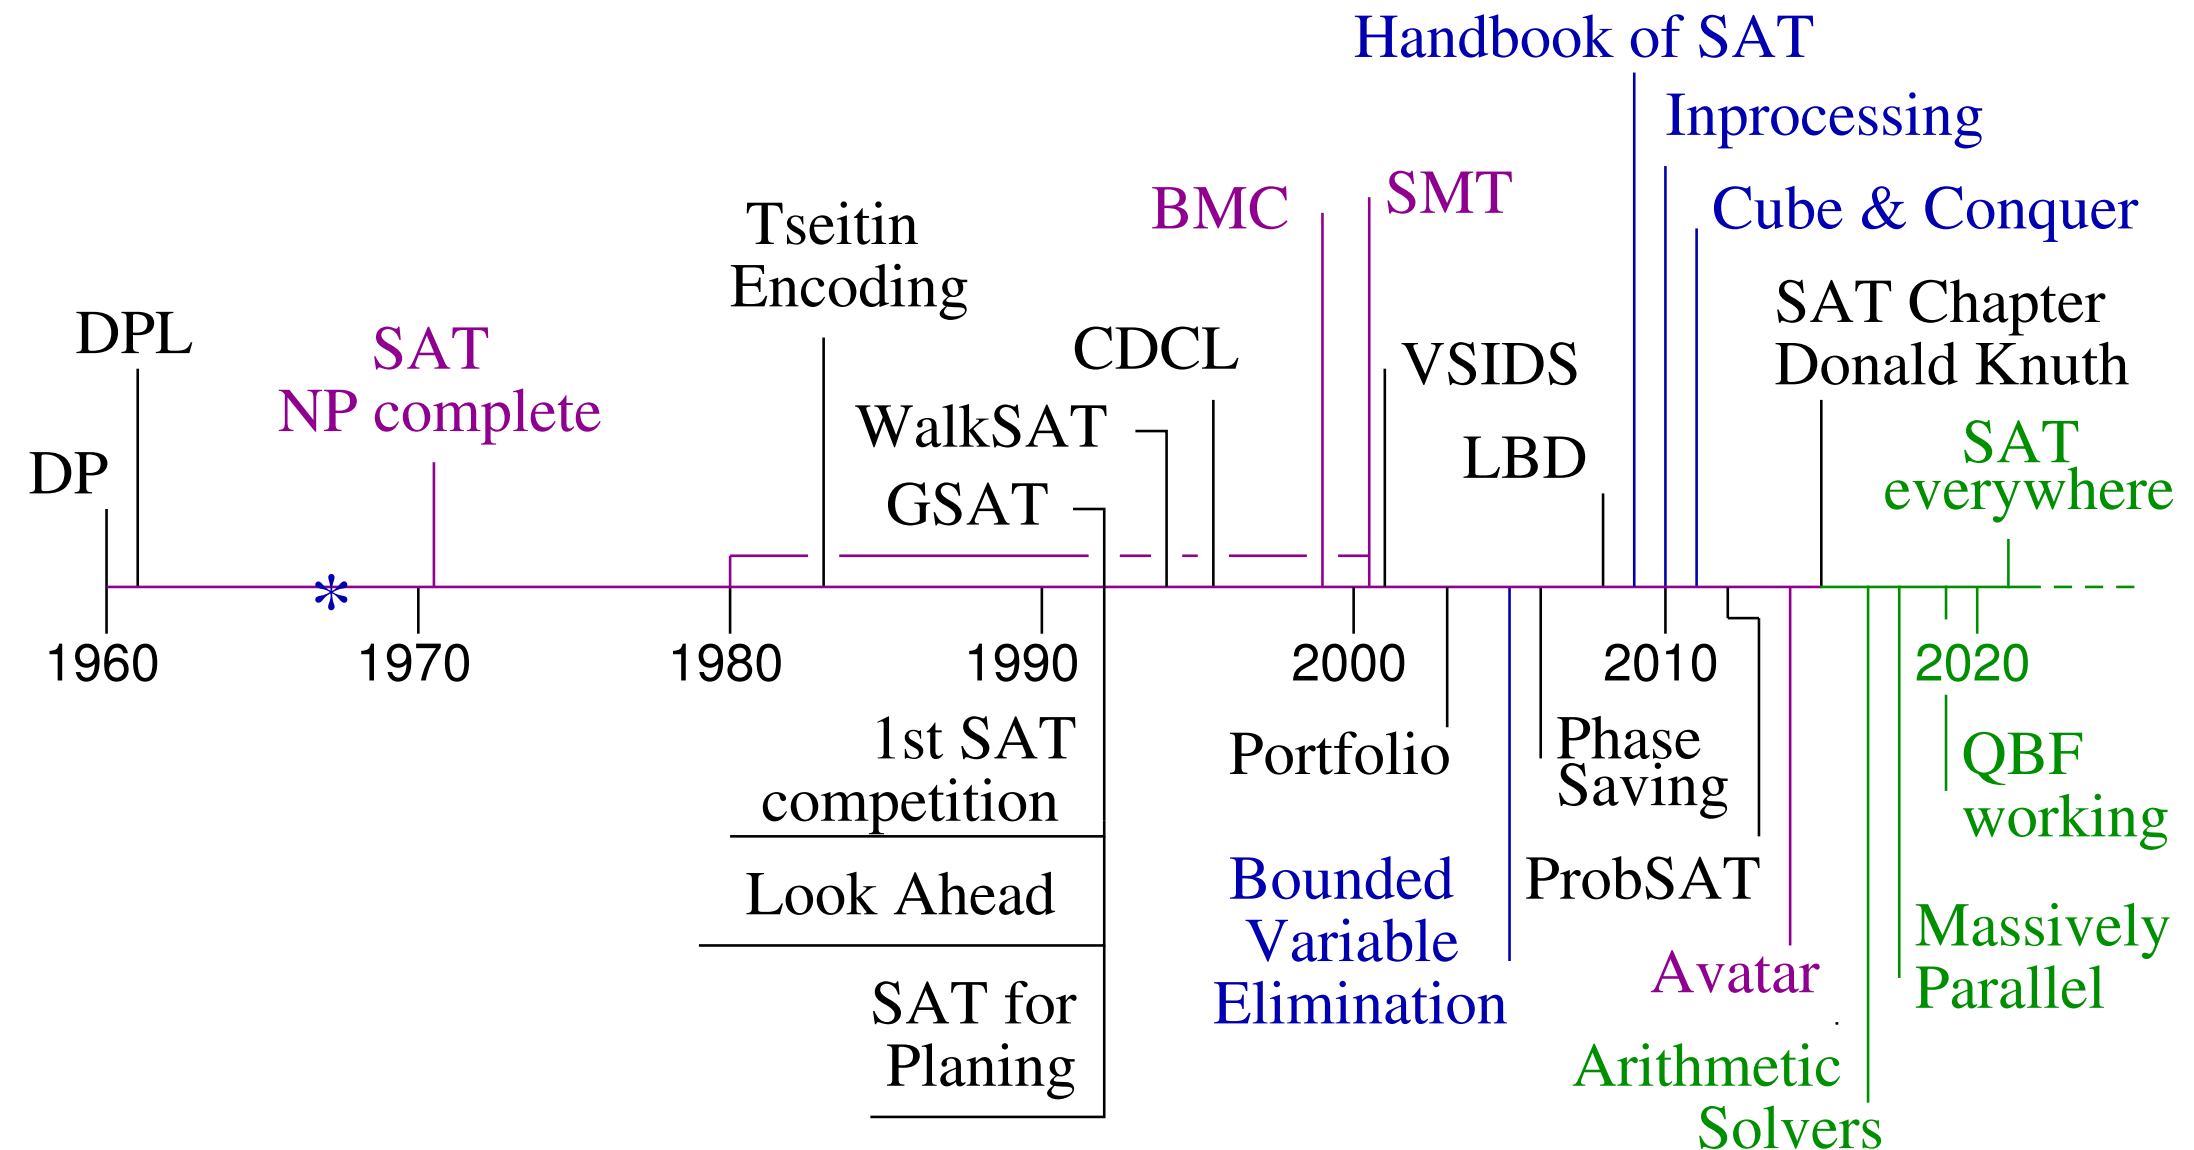 Handbook of SAT
Inprocessing
BMC
SMT
Cube & Conquer
Tseitin
Encoding
DPL
SAT
NP complete
CDCL
VSIDS
SAT Chapter
Donald Knuth
WalkSAT
LBD
SAT
everywhere
DP
GSAT
*
1960
1970
1980
1990
2000
2010
2020
1st SAT
competition
Look Ahead
SAT for
Planing
Portfolio
Phase
Saving
QBF
working
Bounded
Variable
Elimination
ProbSAT
Avatar
Massively
Parallel
Arithmetic
Solvers